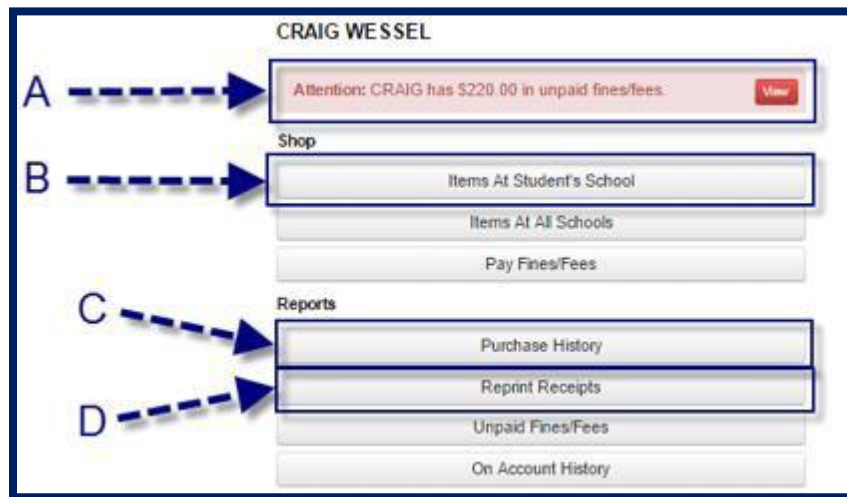 CRAIG WESSEL
A
Attention: CRAIG has $220.00 in unpaid fines/fees.
View
Shop
B
Items At Student's School
Items At All Schools
Pay Fines/Fees
C
Reports
Purchase History
D
Reprint Receipts
Unpaid Fines/Fees
On Account History